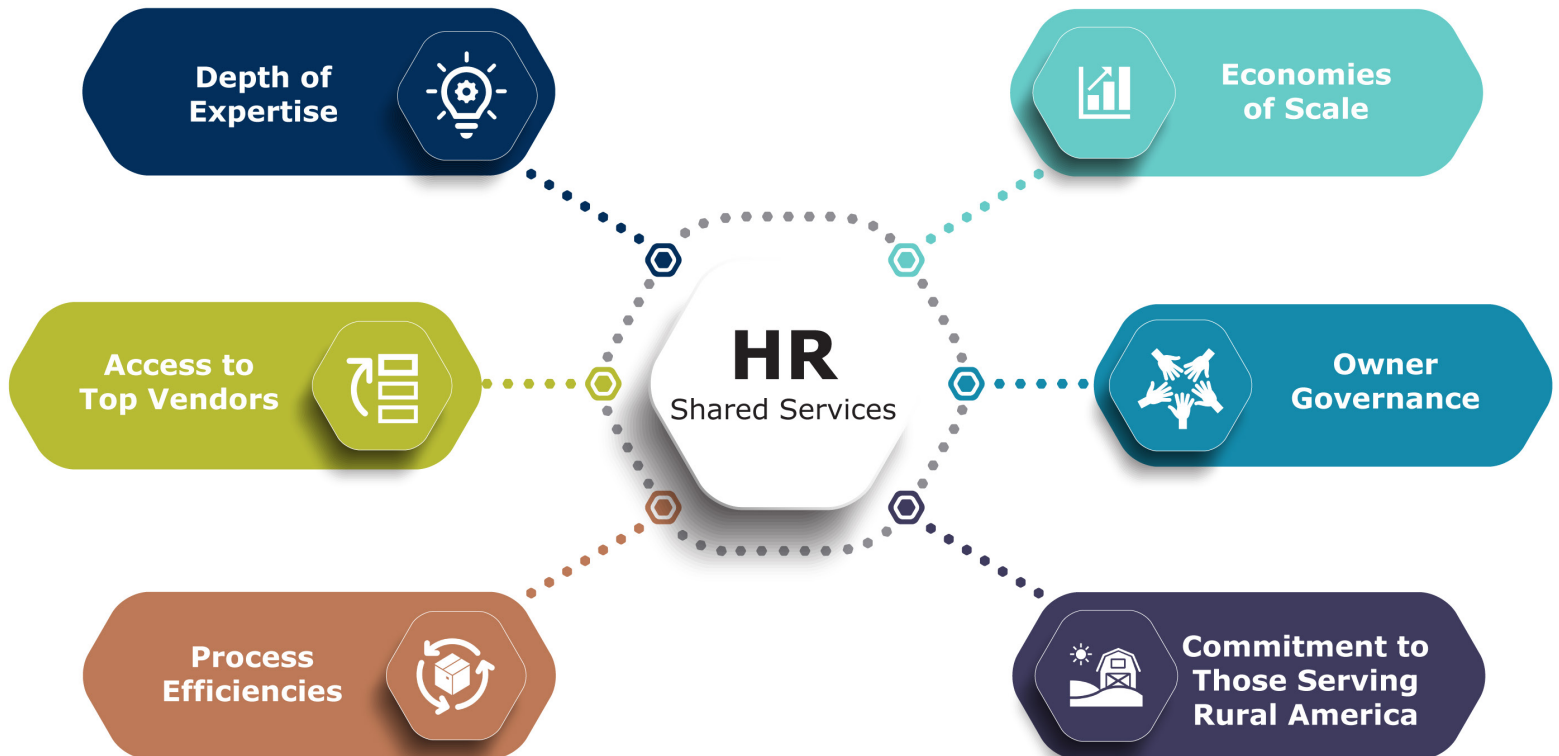 Depth of
Expertise
Economies
of Scale
Access to
Top Vendors
HR
Shared Services
Owner
Governance
Process
Efficiencies
Commitment to
Those Serving
Rural America